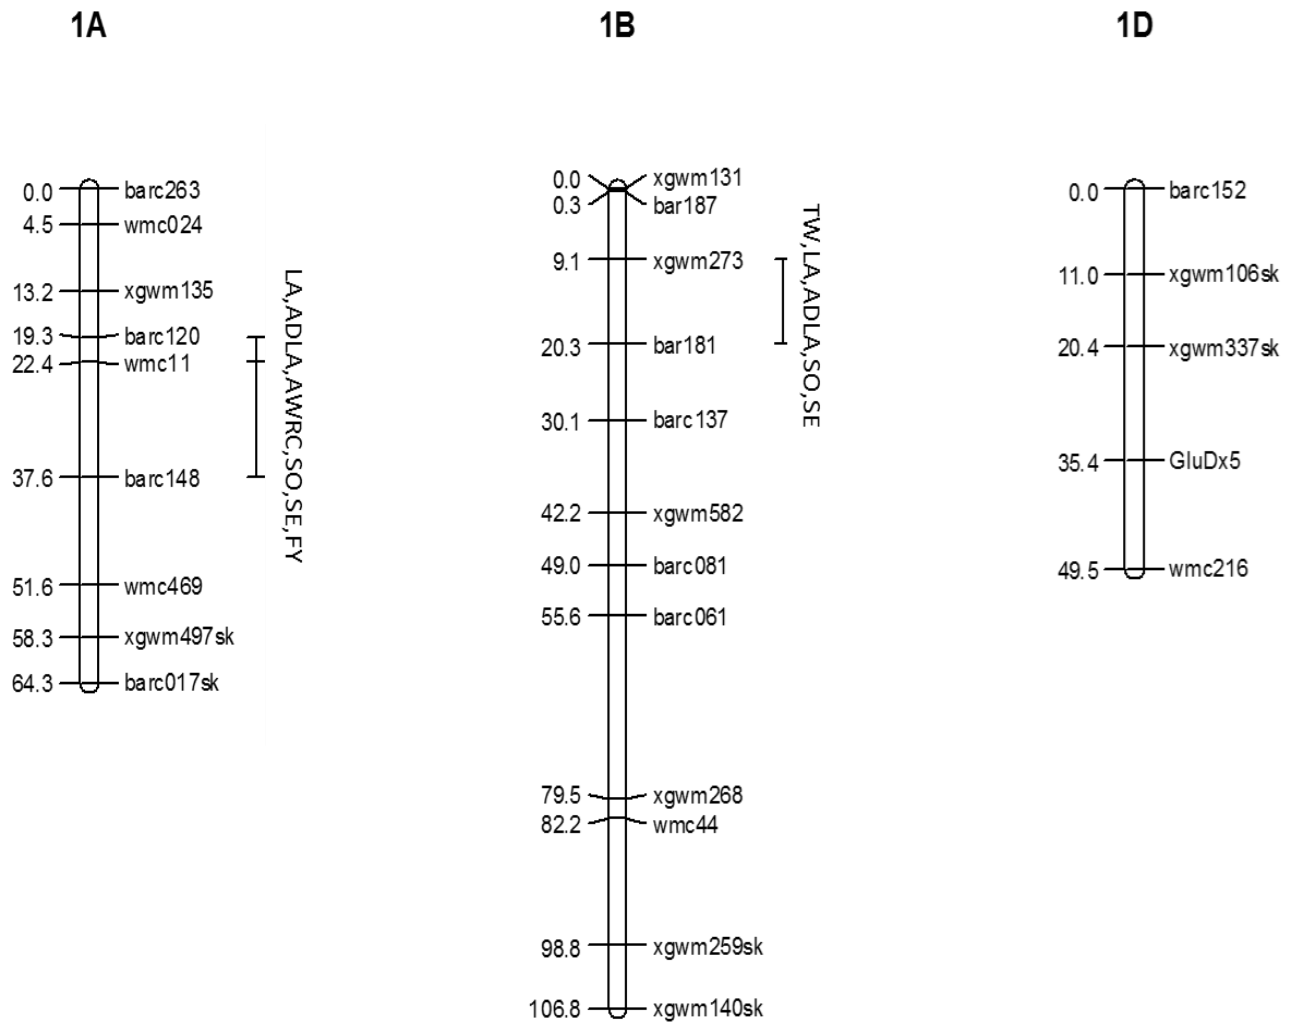 1A
0.0 barc263
4.5 wmc024
13.2 xgwm135
19.3 barc120
22.4 wmc11
37.6 barc148
51.6 wmc469
58.3 xgwm497sk
64.3 barc017sk
LA,ADLA,AWRC,SO,SE,FY
1B
0.0 xgwm131
0.3 bar187
9.1 xgwm273
20.3 bar181
30.1 barc137
42.2 xgwm582
49.0 barc081
55.6 barc061
79.5 xgwm268
82.2 wmc44
98.8 xgwm259sk
106.8 xgwm140sk
TW,LA,ADLA,SO,SE
1D
0.0 barc152
11.0 xgwm106sk
20.4 xgwm337sk
35.4 GluDx5
49.5 wmc216